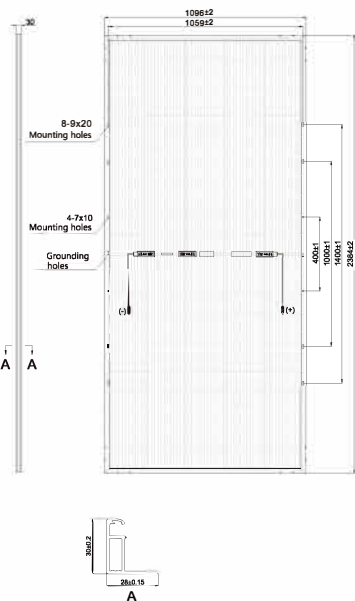 30
1096±2
1059±2
8-9x20
Mounting holes
4-7x10
Mounting holes
Grounding
holes
(-)
(+)
400±1
1000±1
1400±1
2384±2
A A
30±0.2
28±0.15
A